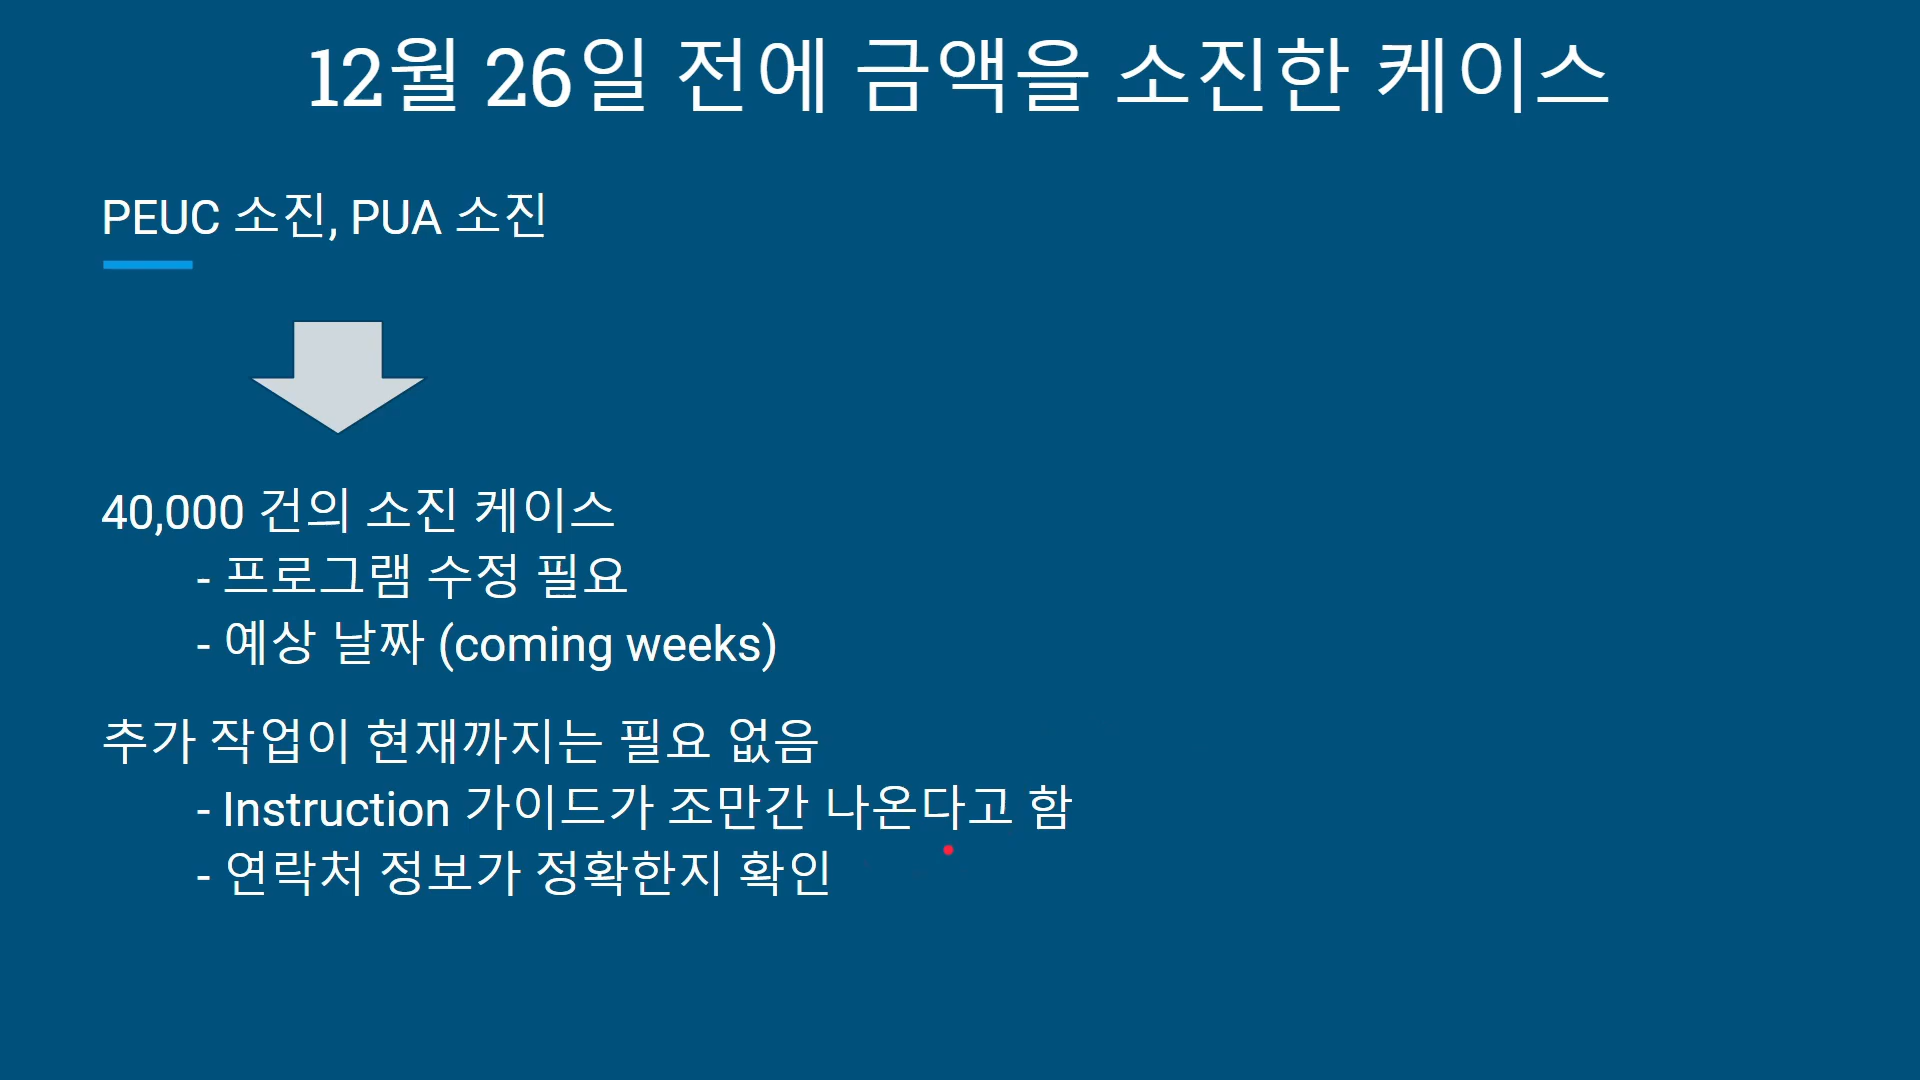 12월 26일 전에 금액을 소진한 케이스
PEUC 소진, PUA 소진
40,000 건의 소진 케이스
- 프로그램 수정 필요
- 예상 날짜 (coming weeks)
추가 작업이 현재까지는 필요 없음
- Instruction 가이드가 조만간 나온다고 함
- 연락처 정보가 정확한지 확인